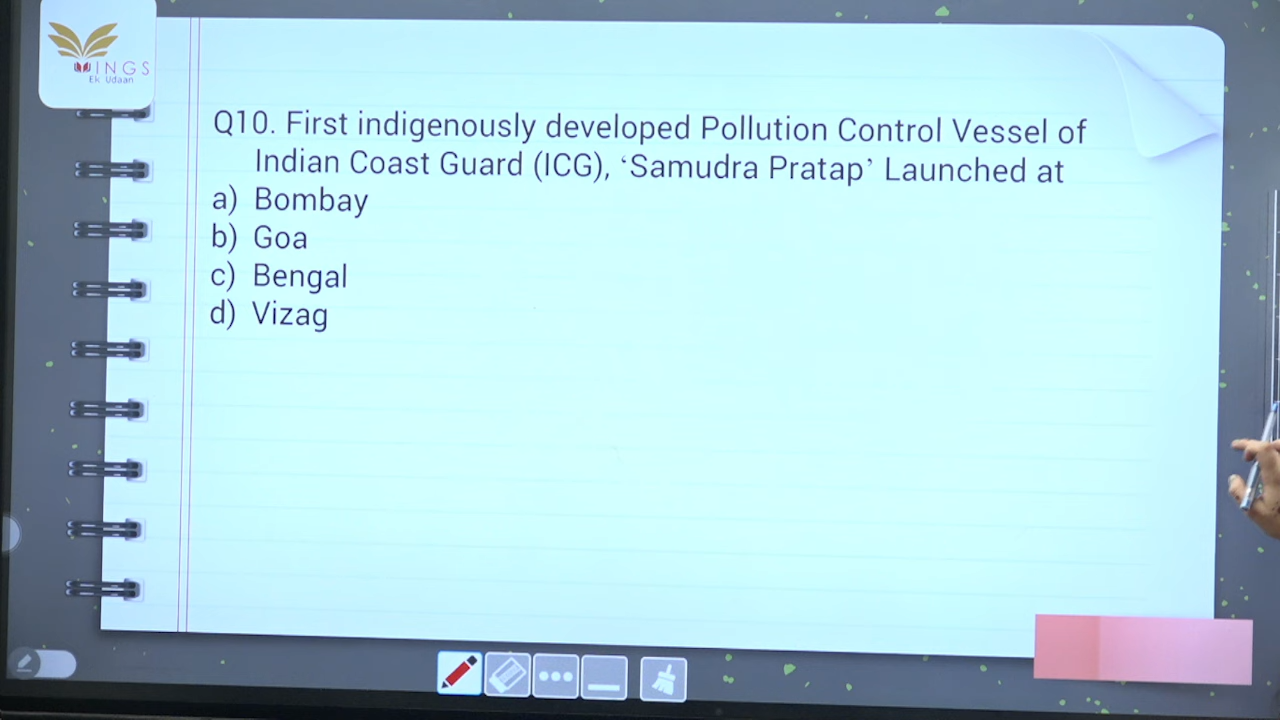 WINGS
Ek Udaan
Q10. First indigenously developed Pollution Control Vessel of
Indian Coast Guard (ICG), ‘Samudra Pratap’ Launched at
a) Bombay
b) Goa
c) Bengal
d) Vizag